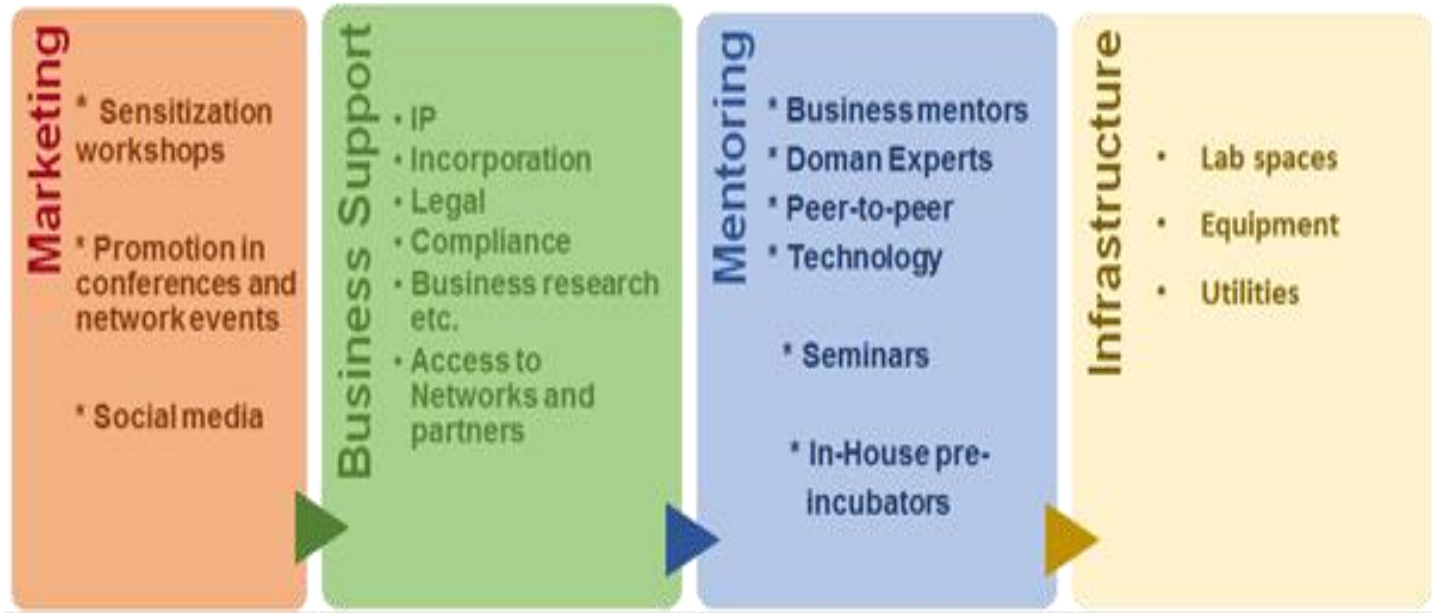 Marketing
* Sensitization
workshops
* Promotion in
conferences and
network events
* Social media
Business Support
• IP
• Incorporation
• Legal
• Compliance
• Business research
etc.
• Access to
Networks and
partners
Mentoring
* Business mentors
* Doman Experts
* Peer-to-peer
* Technology
* Seminars
* In-House pre-
incubators
Infrastructure
• Lab spaces
• Equipment
• Utilities